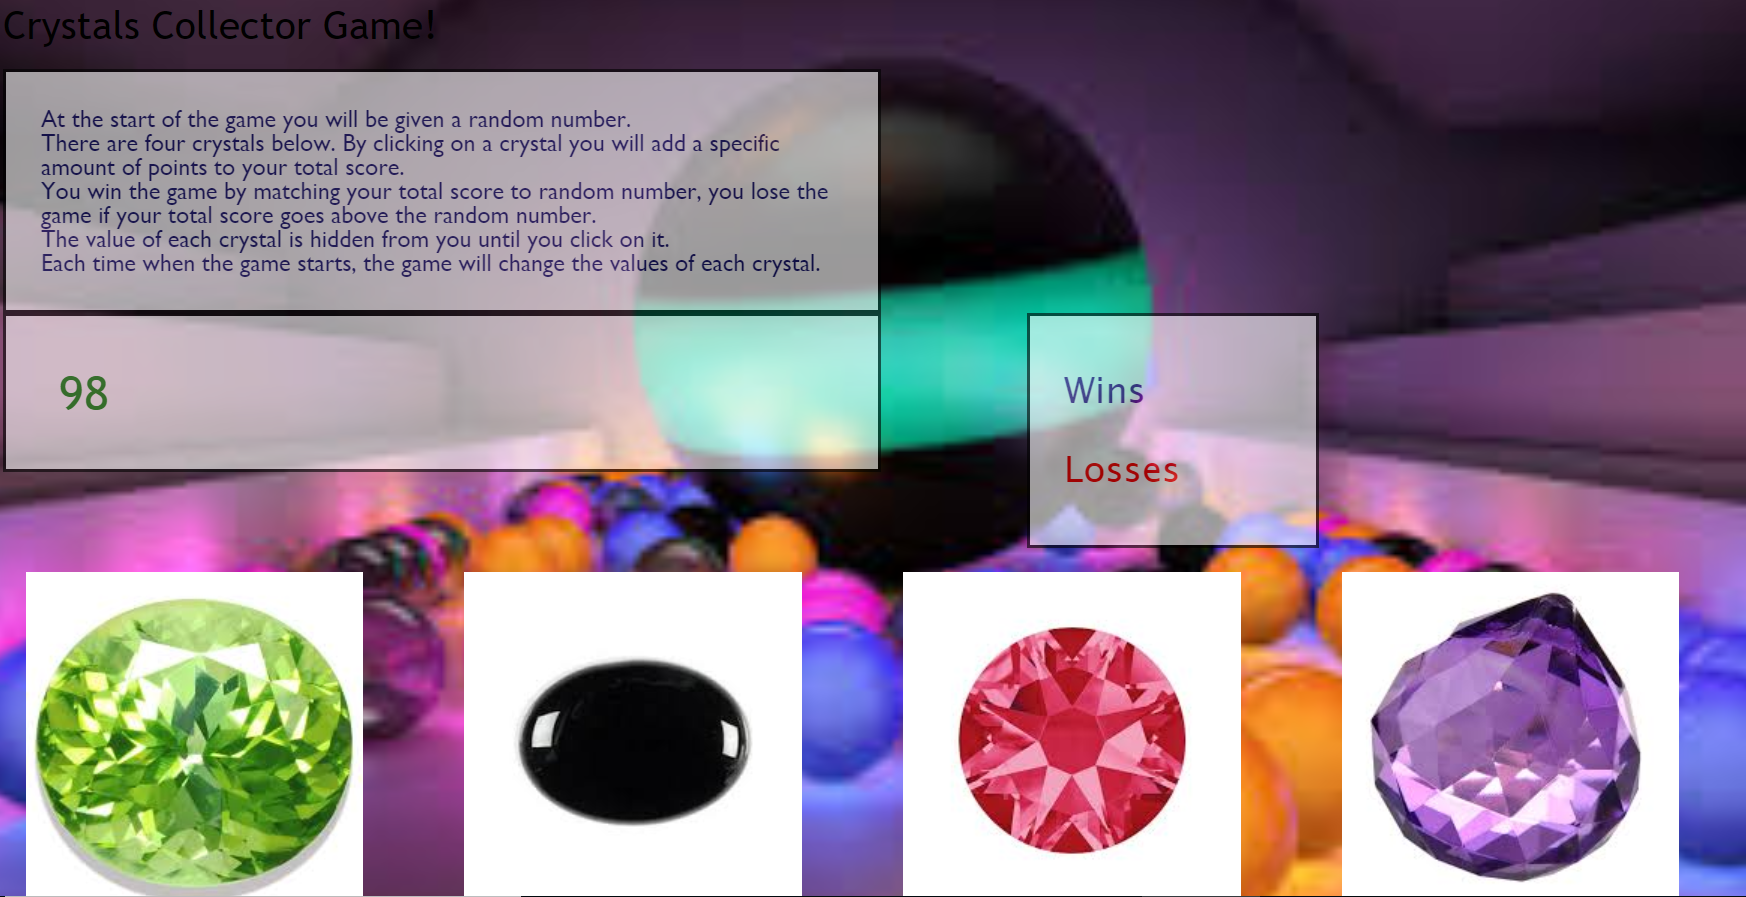 Crystals Collector Game!
At the start of the game you will be given a random number.
There are four crystals below. By clicking on a crystal you will add a specific
amount of points to your total score.
You win the game by matching your total score to random number, you lose the
game if your total score goes above the random number.
The value of each crystal is hidden from you until you click on it.
Each time when the game starts, the game will change the values of each crystal.
98
Wins
Losses